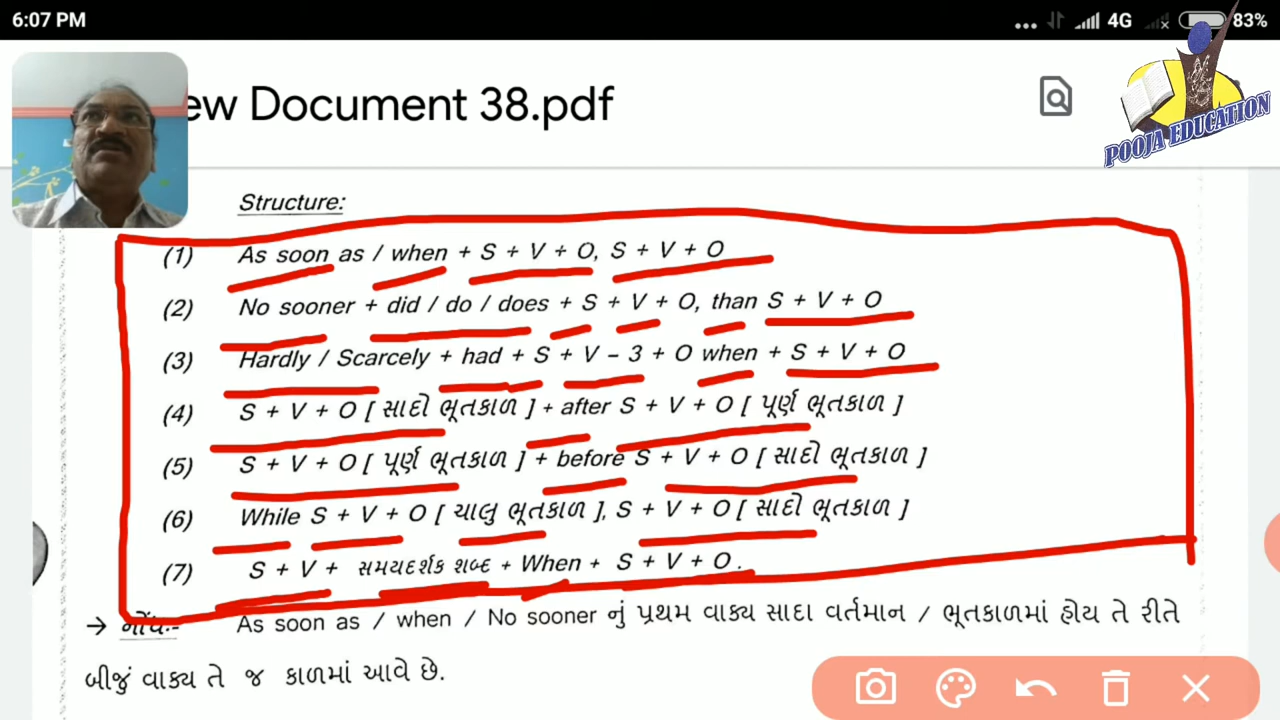 6:07 PM
4G 83%
ew Document 38.pdf
POOJA EDUCATION
Structure:
(1) As soon as / when + S + V + O, S + V + O
(2) No sooner + did / do / does + S + V + O, than S + V + O
(3) Hardly / Scarcely + had + S + V – 3 + O when + S + V + O
(4) S + V + O [ સાદો ભૂતકાળ ] + after S + V + O [ પૂર્ણ ભૂતકાળ ]
(5) S + V + O [ પૂર્ણ ભૂતકાળ ] + before S + V + O [ સાદો ભૂતકાળ ]
(6) While S + V + O [ ચાલુ ભૂતકાળ ], S + V + O [ સાદો ભૂતકાળ ]
(7) S + V + સમયદર્શક શબ્દ + When + S + V + O .
→ નોંધઃ- As soon as / when / No sooner નું પ્રથમ વાક્ય સાદા વર્તમાન / ભૂતકાળમાં હોય તે રીતે
બીજું વાક્ય તે જ કાળમાં આવે છે.